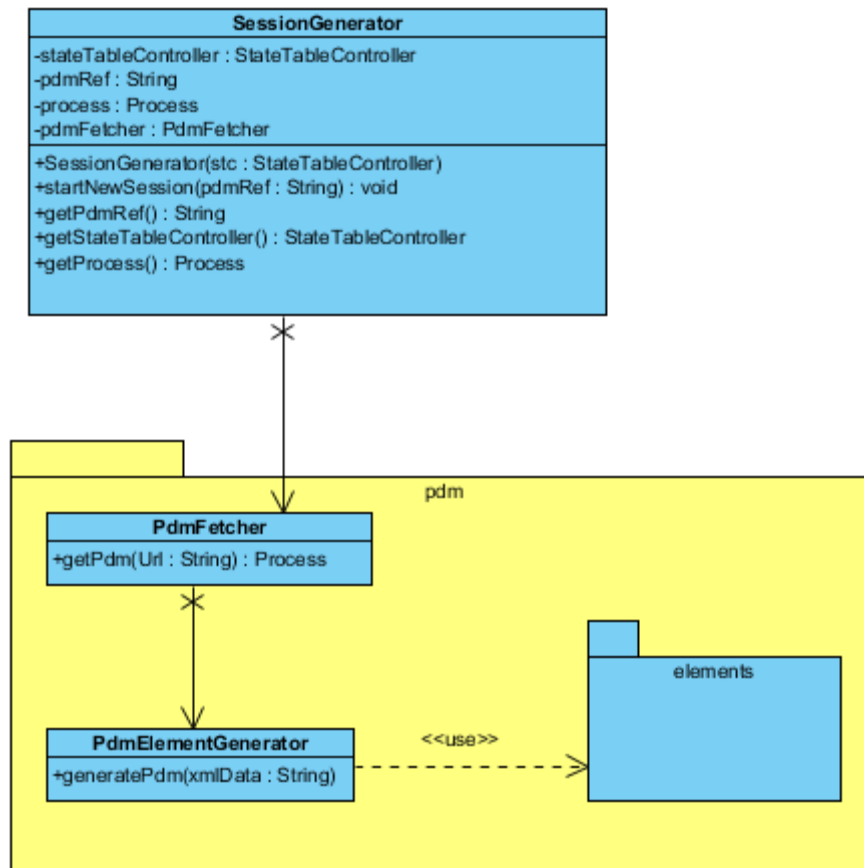 SessionGenerator
-stateTableController : StateTableController
-pdmRef : String
-process : Process
-pdmFetcher : PdmFetcher
+SessionGenerator(stc : StateTableController)
+startNewSession(pdmRef : String) : void
+getPdmRef() : String
+getStateTableController() : StateTableController
+getProcess() : Process
pdm
PdmFetcher
+getPdm(Url : String) : Process
elements
PdmElementGenerator
+generatePdm(xmlData : String)
<<use>>